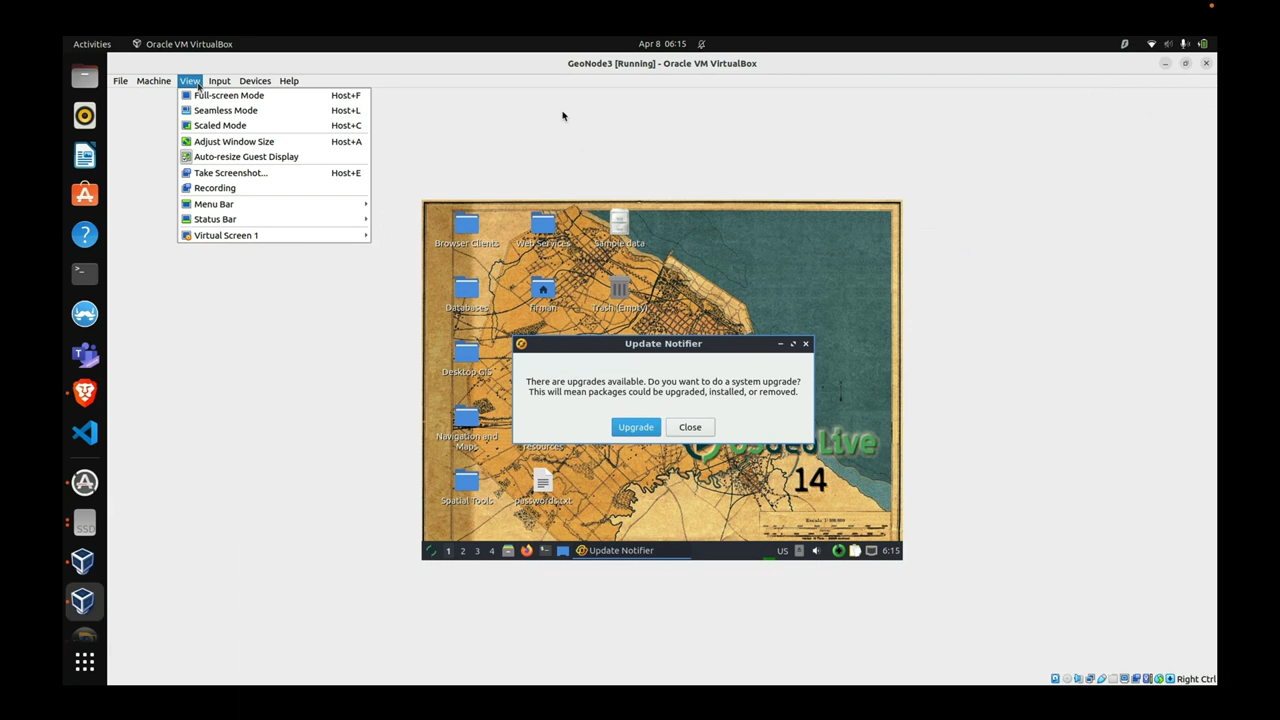 Activities
Oracle VM VirtualBox
Apr 8 06:15
GeoNode3 [Running] - Oracle VM VirtualBox
File Machine View Input Devices Help
Full-screen Mode Host+F
Seamless Mode Host+L
Scaled Mode Host+C
Adjust Window Size Host+A
Auto-resize Guest Display
Take Screenshot... Host+E
Recording
Menu Bar
Status Bar
Virtual Screen 1
Browser Clients
Web Services
Sample data
Databases
firman
Trash (Empty)
Desktop GIS
Update Notifier
There are upgrades available. Do you want to do a system upgrade?
This will mean packages could be upgraded, installed, or removed.
Upgrade
Close
Navigation and
Maps
resources
OSGeoLive
14
Spatial Tools
passwords.txt
1 2 3 4
Update Notifier
US
6:15
SSD
Right Ctrl